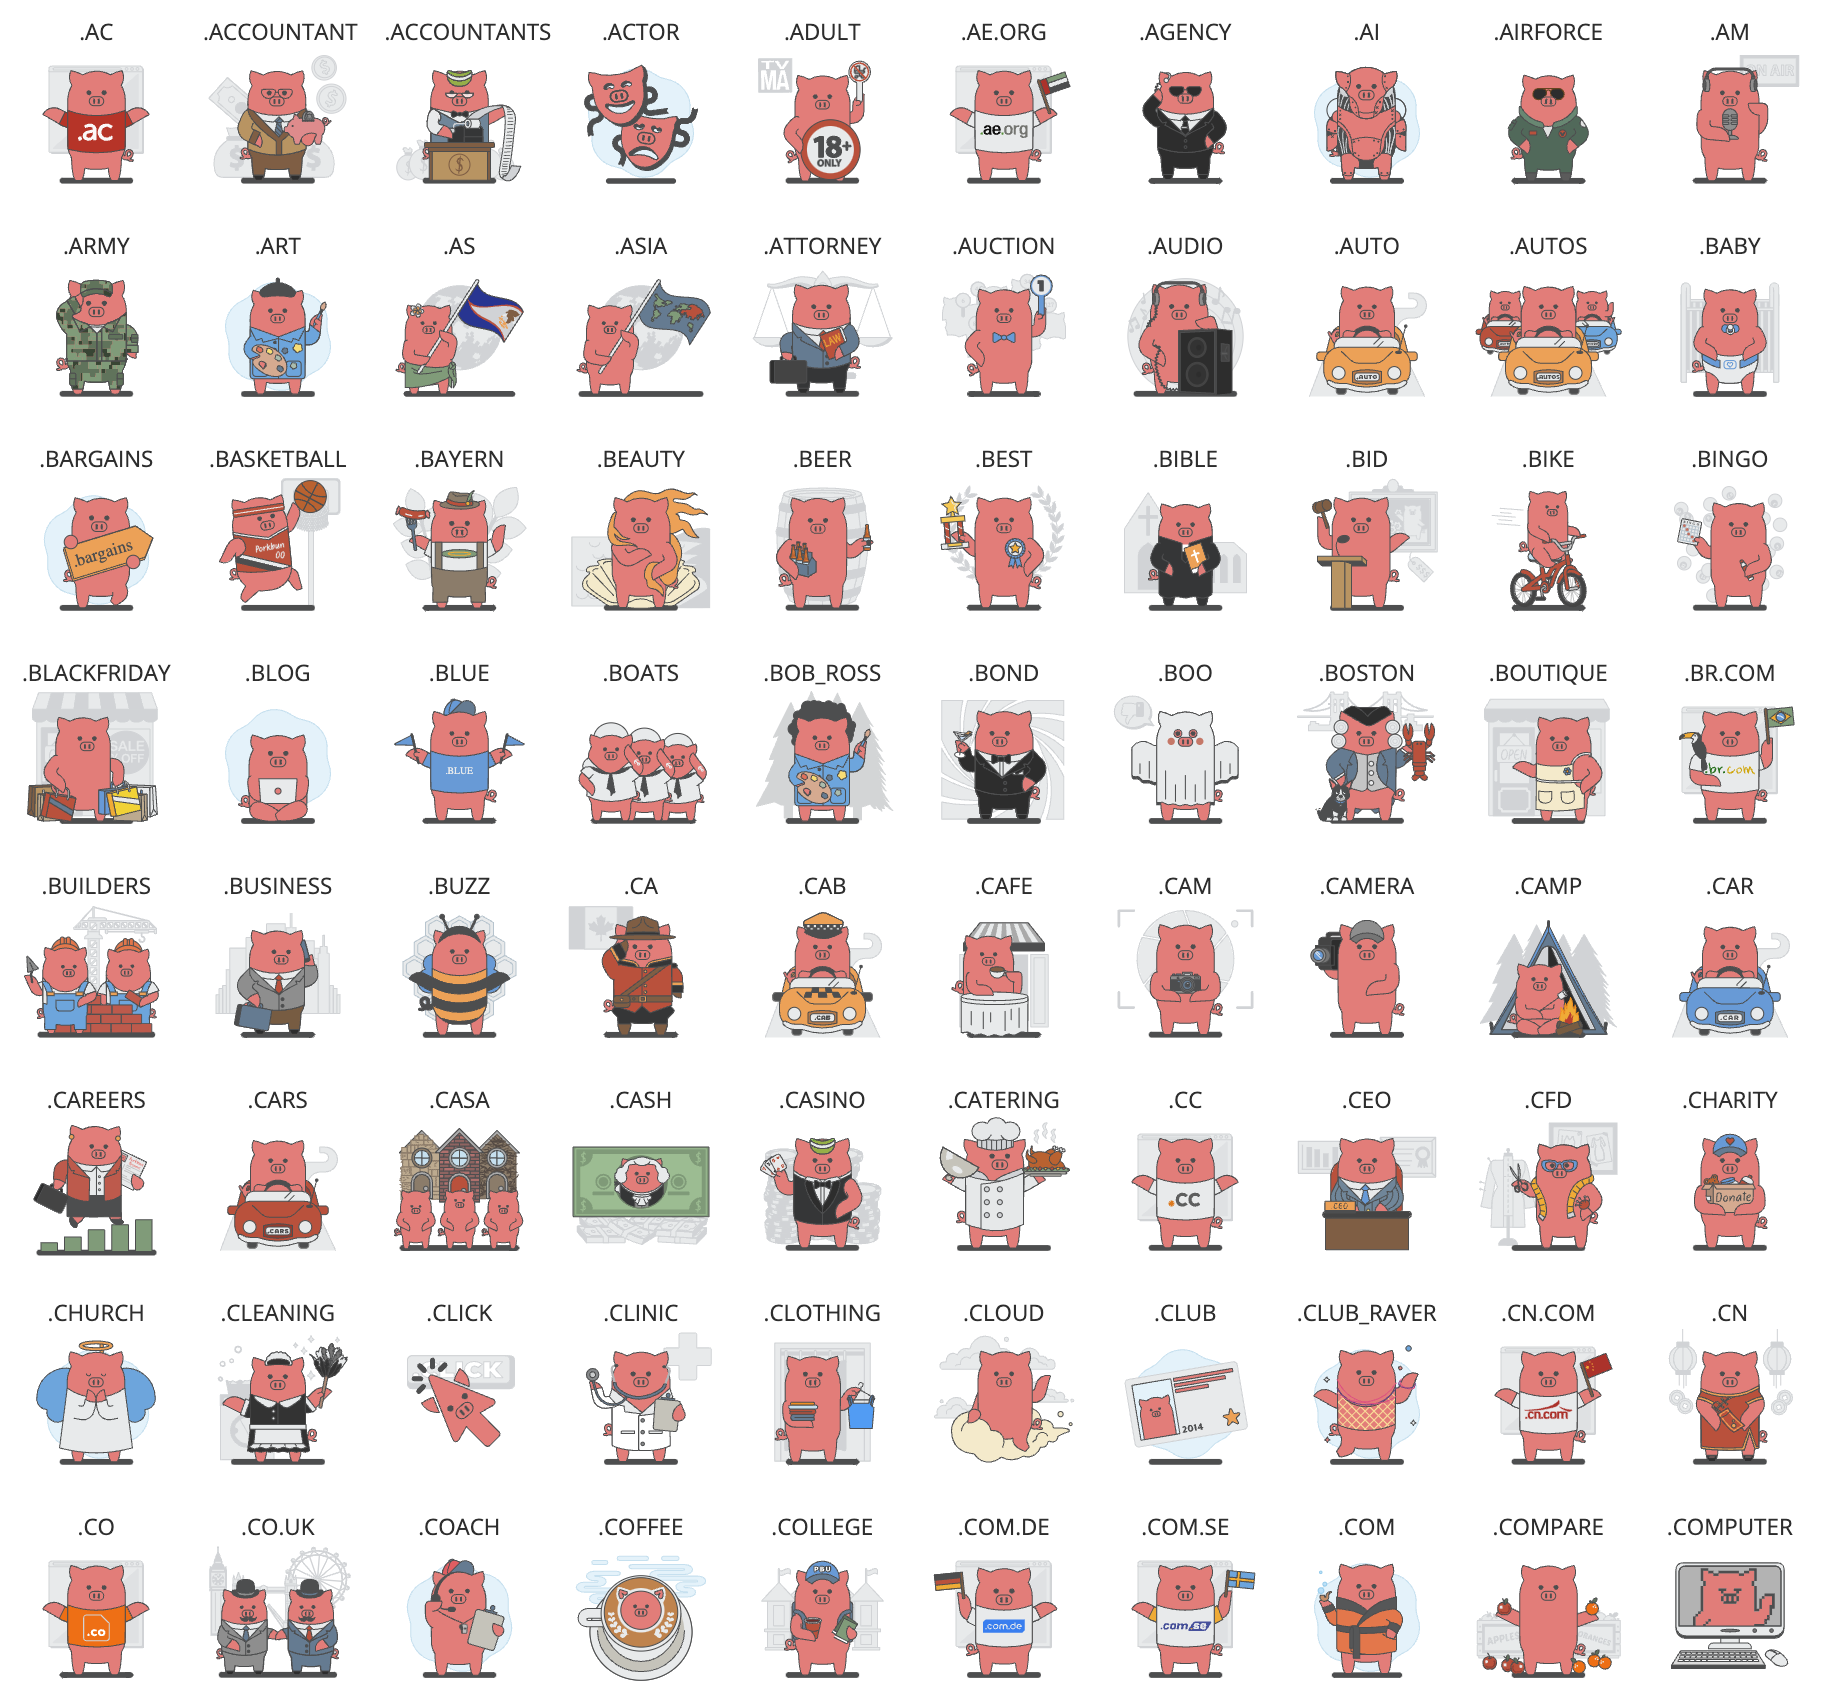 .AC .ACCOUNTANT .ACCOUNTANTS .ACTOR .ADULT .AE.ORG .AGENCY .AI .AIRFORCE .AM
TV
MA
ON AIR
.ac
.ae.org
18+
ONLY
.ARMY .ART .AS .ASIA .ATTORNEY .AUCTION .AUDIO .AUTO .AUTOS .BABY
1
LAW
.AUTO
.AUTOS
.BARGAINS .BASKETBALL .BAYERN .BEAUTY .BEER .BEST .BIBLE .BID .BIKE .BINGO
.bargains
Porkbun
00
.BLACKFRIDAY .BLOG .BLUE .BOATS .BOB_ROSS .BOND .BOO .BOSTON .BOUTIQUE .BR.COM
SALE
OFF
.BLUE
OPEN
.br.com
.BUILDERS .BUSINESS .BUZZ .CA .CAB .CAFE .CAM .CAMERA .CAMP .CAR
.CAB
.CAR
.CAREERS .CARS .CASA .CASH .CASINO .CATERING .CC .CEO .CFD .CHARITY
.CARS
.CC
CEO
Donate
.CHURCH .CLEANING .CLICK .CLINIC .CLOTHING .CLOUD .CLUB .CLUB_RAVER .CN.COM .CN
2014
.cn.com
.CO .CO.UK .COACH .COFFEE .COLLEGE .COM.DE .COM.SE .COM .COMPARE .COMPUTER
.co
PBU
.com.de
.com.se
APPLES
ORANGES